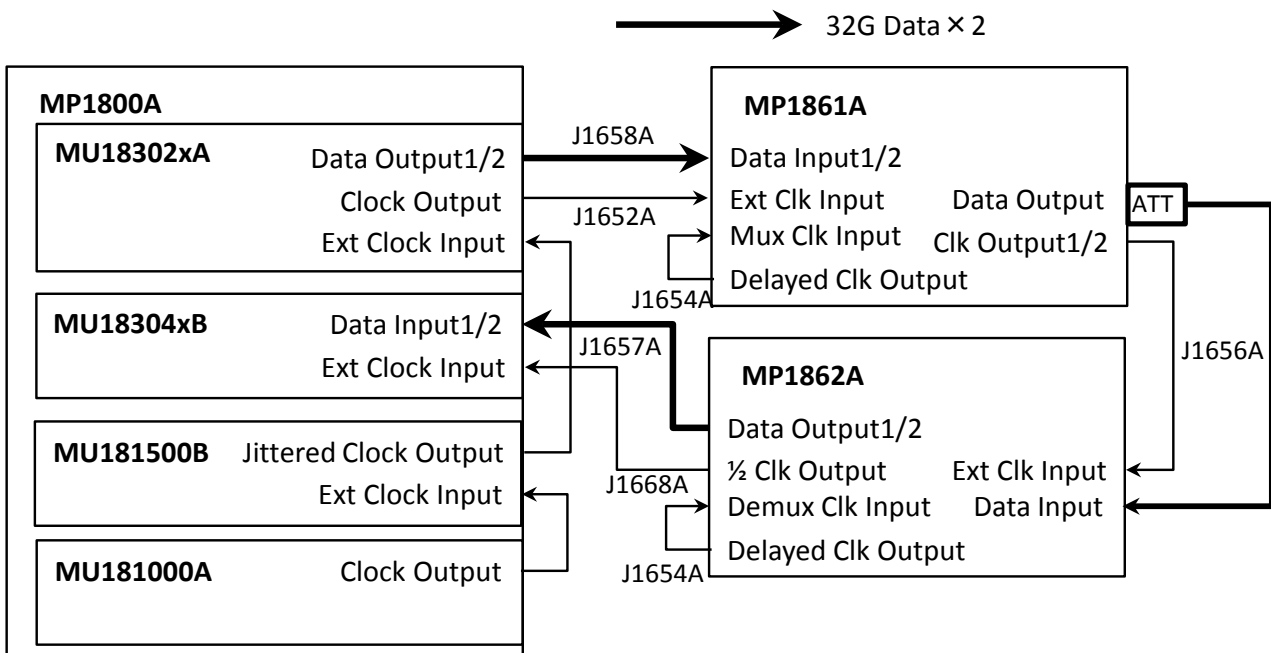 32G Data × 2
MP1800A
MU18302xA
Data Output1/2
Clock Output
Ext Clock Input
MU18304xB
Data Input1/2
Ext Clock Input
MU181500B
Jittered Clock Output
Ext Clock Input
MU181000A
Clock Output
J1658A
J1652A
J1654A
J1657A
J1668A
J1654A
MP1861A
Data Input1/2
Ext Clk Input
Data Output
ATT
Mux Clk Input
Clk Output1/2
Delayed Clk Output
J1656A
MP1862A
Data Output1/2
½ Clk Output
Ext Clk Input
Demux Clk Input
Data Input
Delayed Clk Output